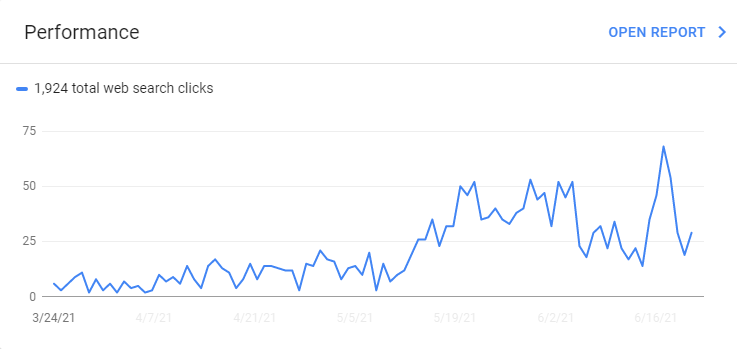 Performance
OPEN REPORT
1,924 total web search clicks
75
50
25
0
3/24/21 4/7/21 4/21/21 5/5/21 5/19/21 6/2/21 6/16/21